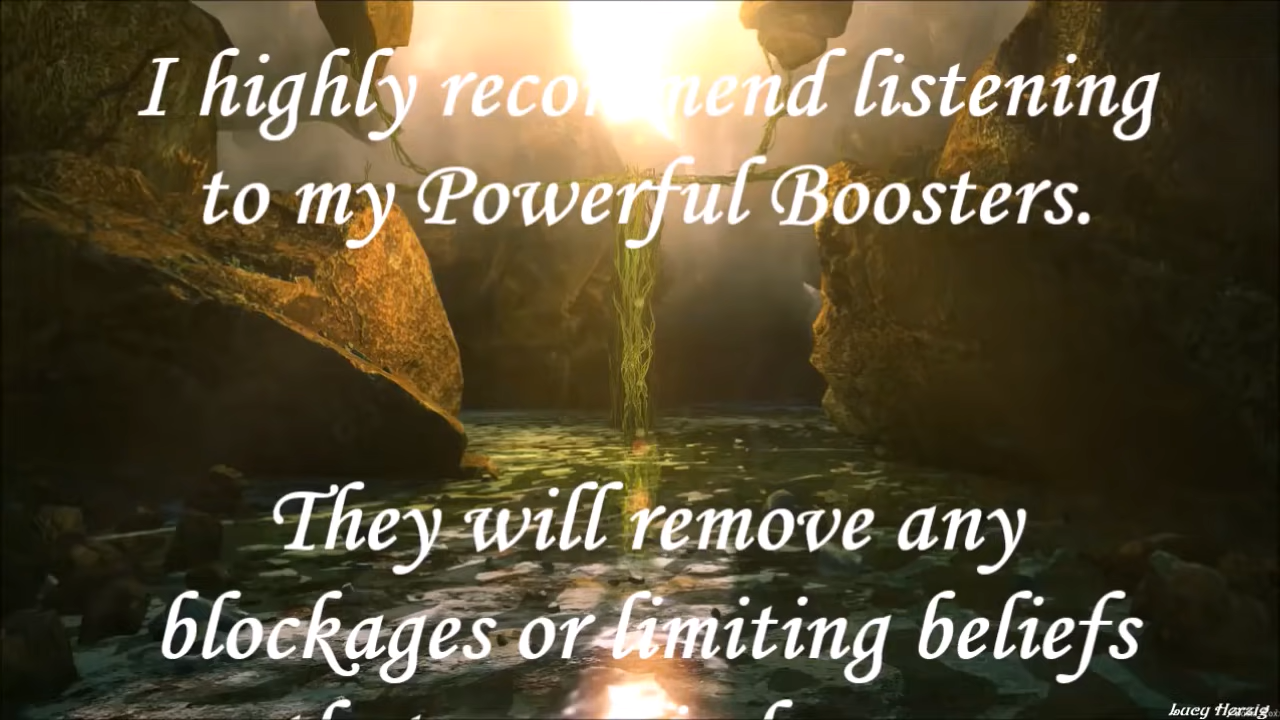 I highly recommend listening
to my Powerful Boosters.
They will remove any
blockages or limiting beliefs
Lucy Herzig